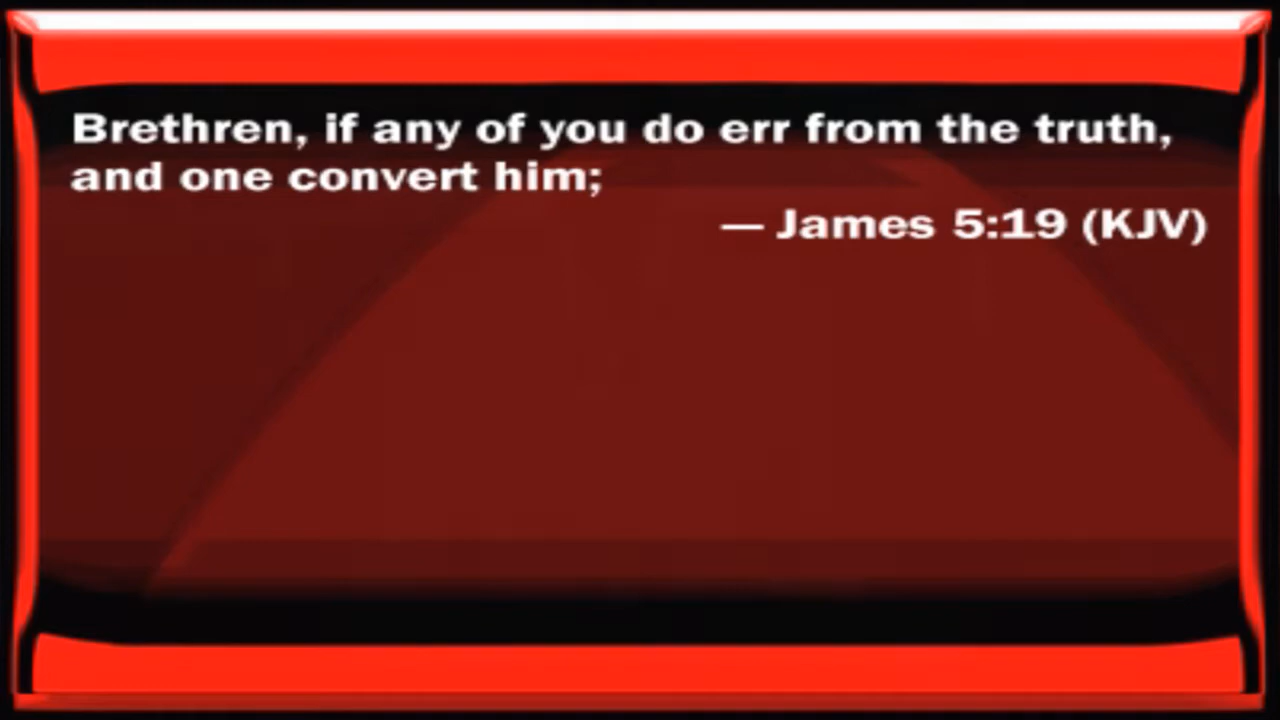 Brethren, if any of you do err from the truth,
and one convert him;
— James 5:19 (KJV)